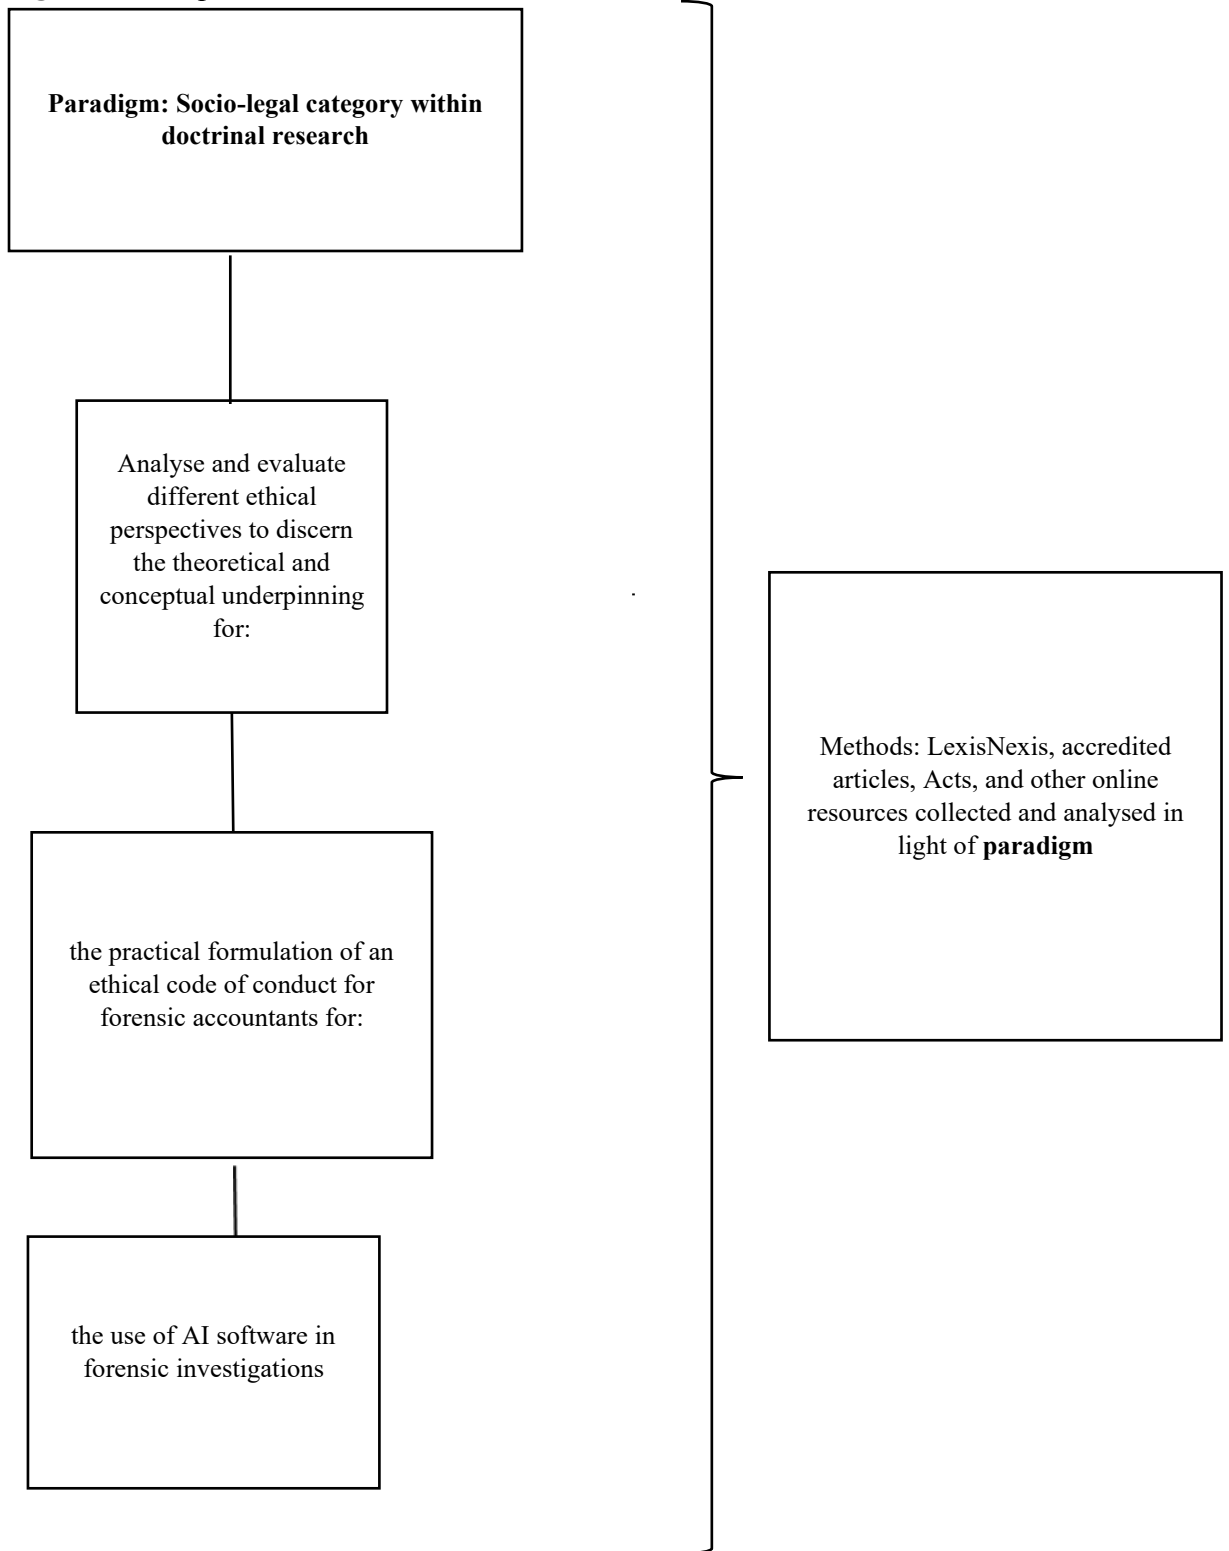 Paradigm: Socio-legal category within
doctrinal research
Analyse and evaluate
different ethical
perspectives to discern
the theoretical and
conceptual underpinning
for:
the practical formulation of an
ethical code of conduct for
forensic accountants for:
the use of AI software in
forensic investigations
.
Methods: LexisNexis, accredited
articles, Acts, and other online
resources collected and analysed in
light of paradigm